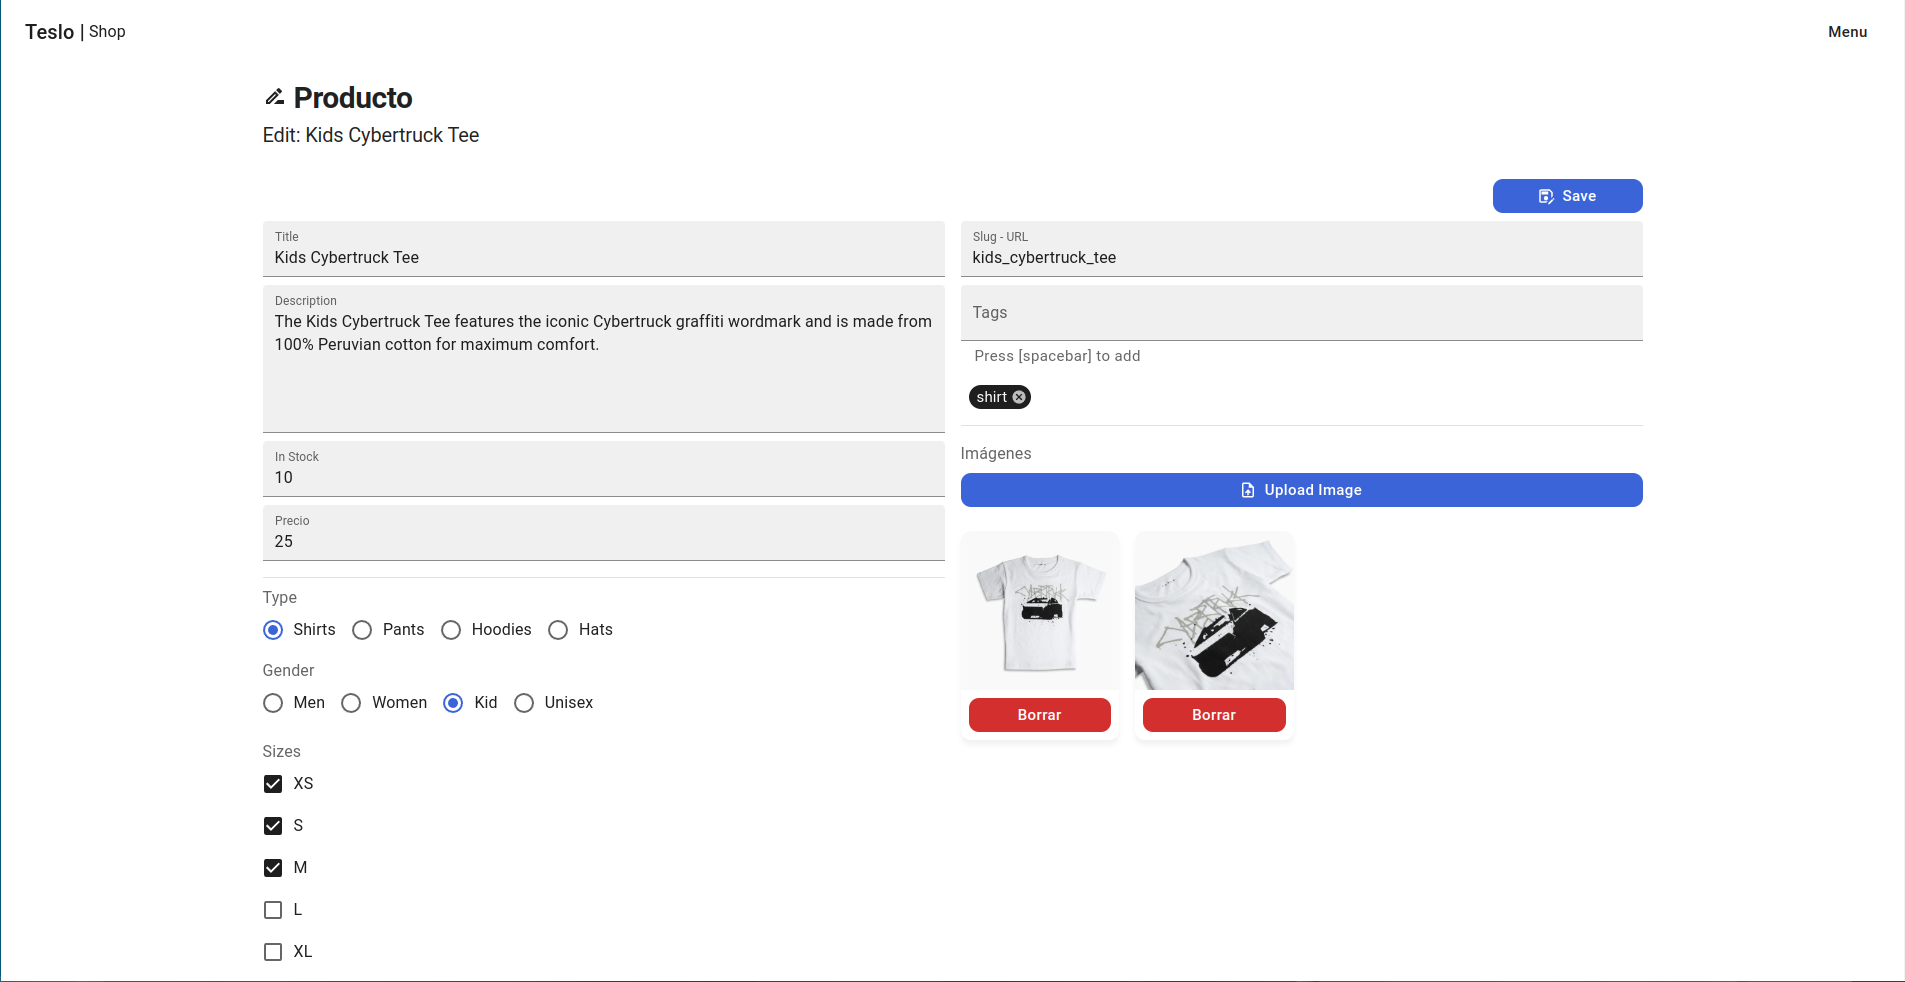 Teslo | Shop
Menu
Producto
Edit: Kids Cybertruck Tee
Save
Title
Kids Cybertruck Tee
Description
The Kids Cybertruck Tee features the iconic Cybertruck graffiti wordmark and is made from
100% Peruvian cotton for maximum comfort.
In Stock
10
Precio
25
Type
Shirts Pants Hoodies Hats
Gender
Men Women Kid Unisex
Sizes
XS
S
M
L
XL
Slug - URL
kids_cybertruck_tee
Tags
Press [spacebar] to add
shirt
Imágenes
Upload Image
Borrar Borrar